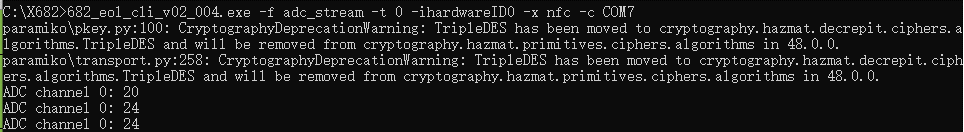 C:\X682>682_eol_cli_v02_004.exe -f adc_stream -t 0 -ihardwareID0 -x nfc -c COM7
paramiko\pkey.py:100: CryptographyDeprecationWarning: TripleDES has been moved to cryptography.hazmat.decrepit.ciphers.a
lgorithms.TripleDES and will be removed from cryptography.hazmat.primitives.ciphers.algorithms in 48.0.0.
paramiko\transport.py:258: CryptographyDeprecationWarning: TripleDES has been moved to cryptography.hazmat.decrepit.ciph
ers.algorithms.TripleDES and will be removed from cryptography.hazmat.primitives.ciphers.algorithms in 48.0.0.
ADC channel 0: 20
ADC channel 0: 24
ADC channel 0: 24